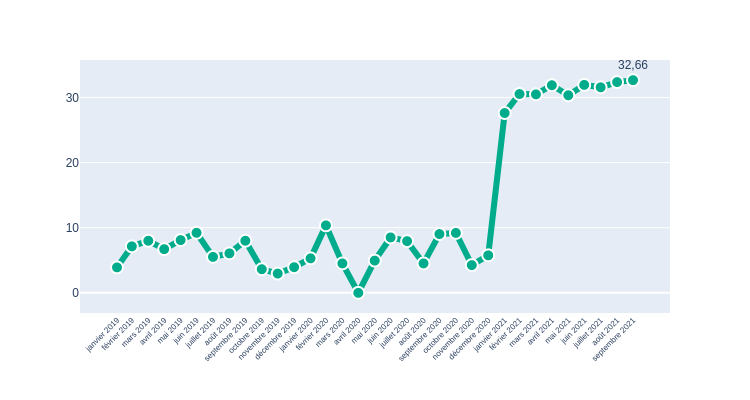 32,66
30
20
10
0
janvier 2019
février 2019
mars 2019
avril 2019
mai 2019
juin 2019
juillet 2019
août 2019
septembre 2019
octobre 2019
novembre 2019
décembre 2019
janvier 2020
février 2020
mars 2020
avril 2020
mai 2020
juin 2020
juillet 2020
août 2020
septembre 2020
octobre 2020
novembre 2020
décembre 2020
janvier 2021
février 2021
mars 2021
avril 2021
mai 2021
juin 2021
juillet 2021
août 2021
septembre 2021